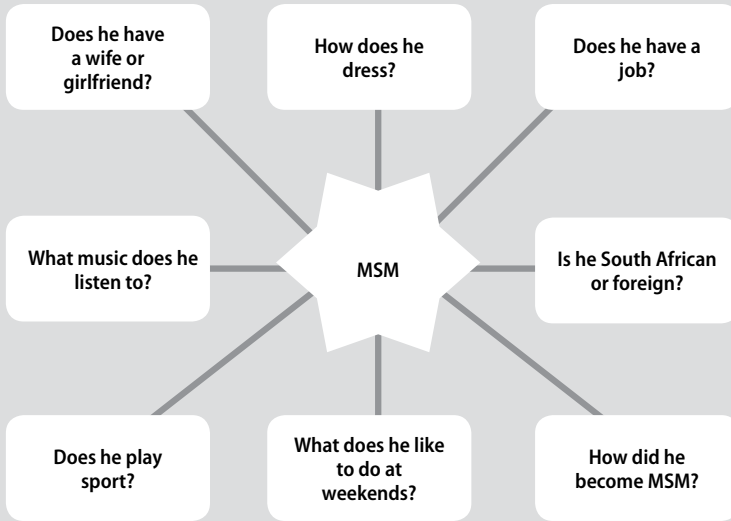 Does he have
a wife or
girlfriend?
How does he
dress?
Does he have a
job?
What music does he
listen to?
MSM
Is he South African
or foreign?
Does he play
sport?
What does he like
to do at
weekends?
How did he
become MSM?